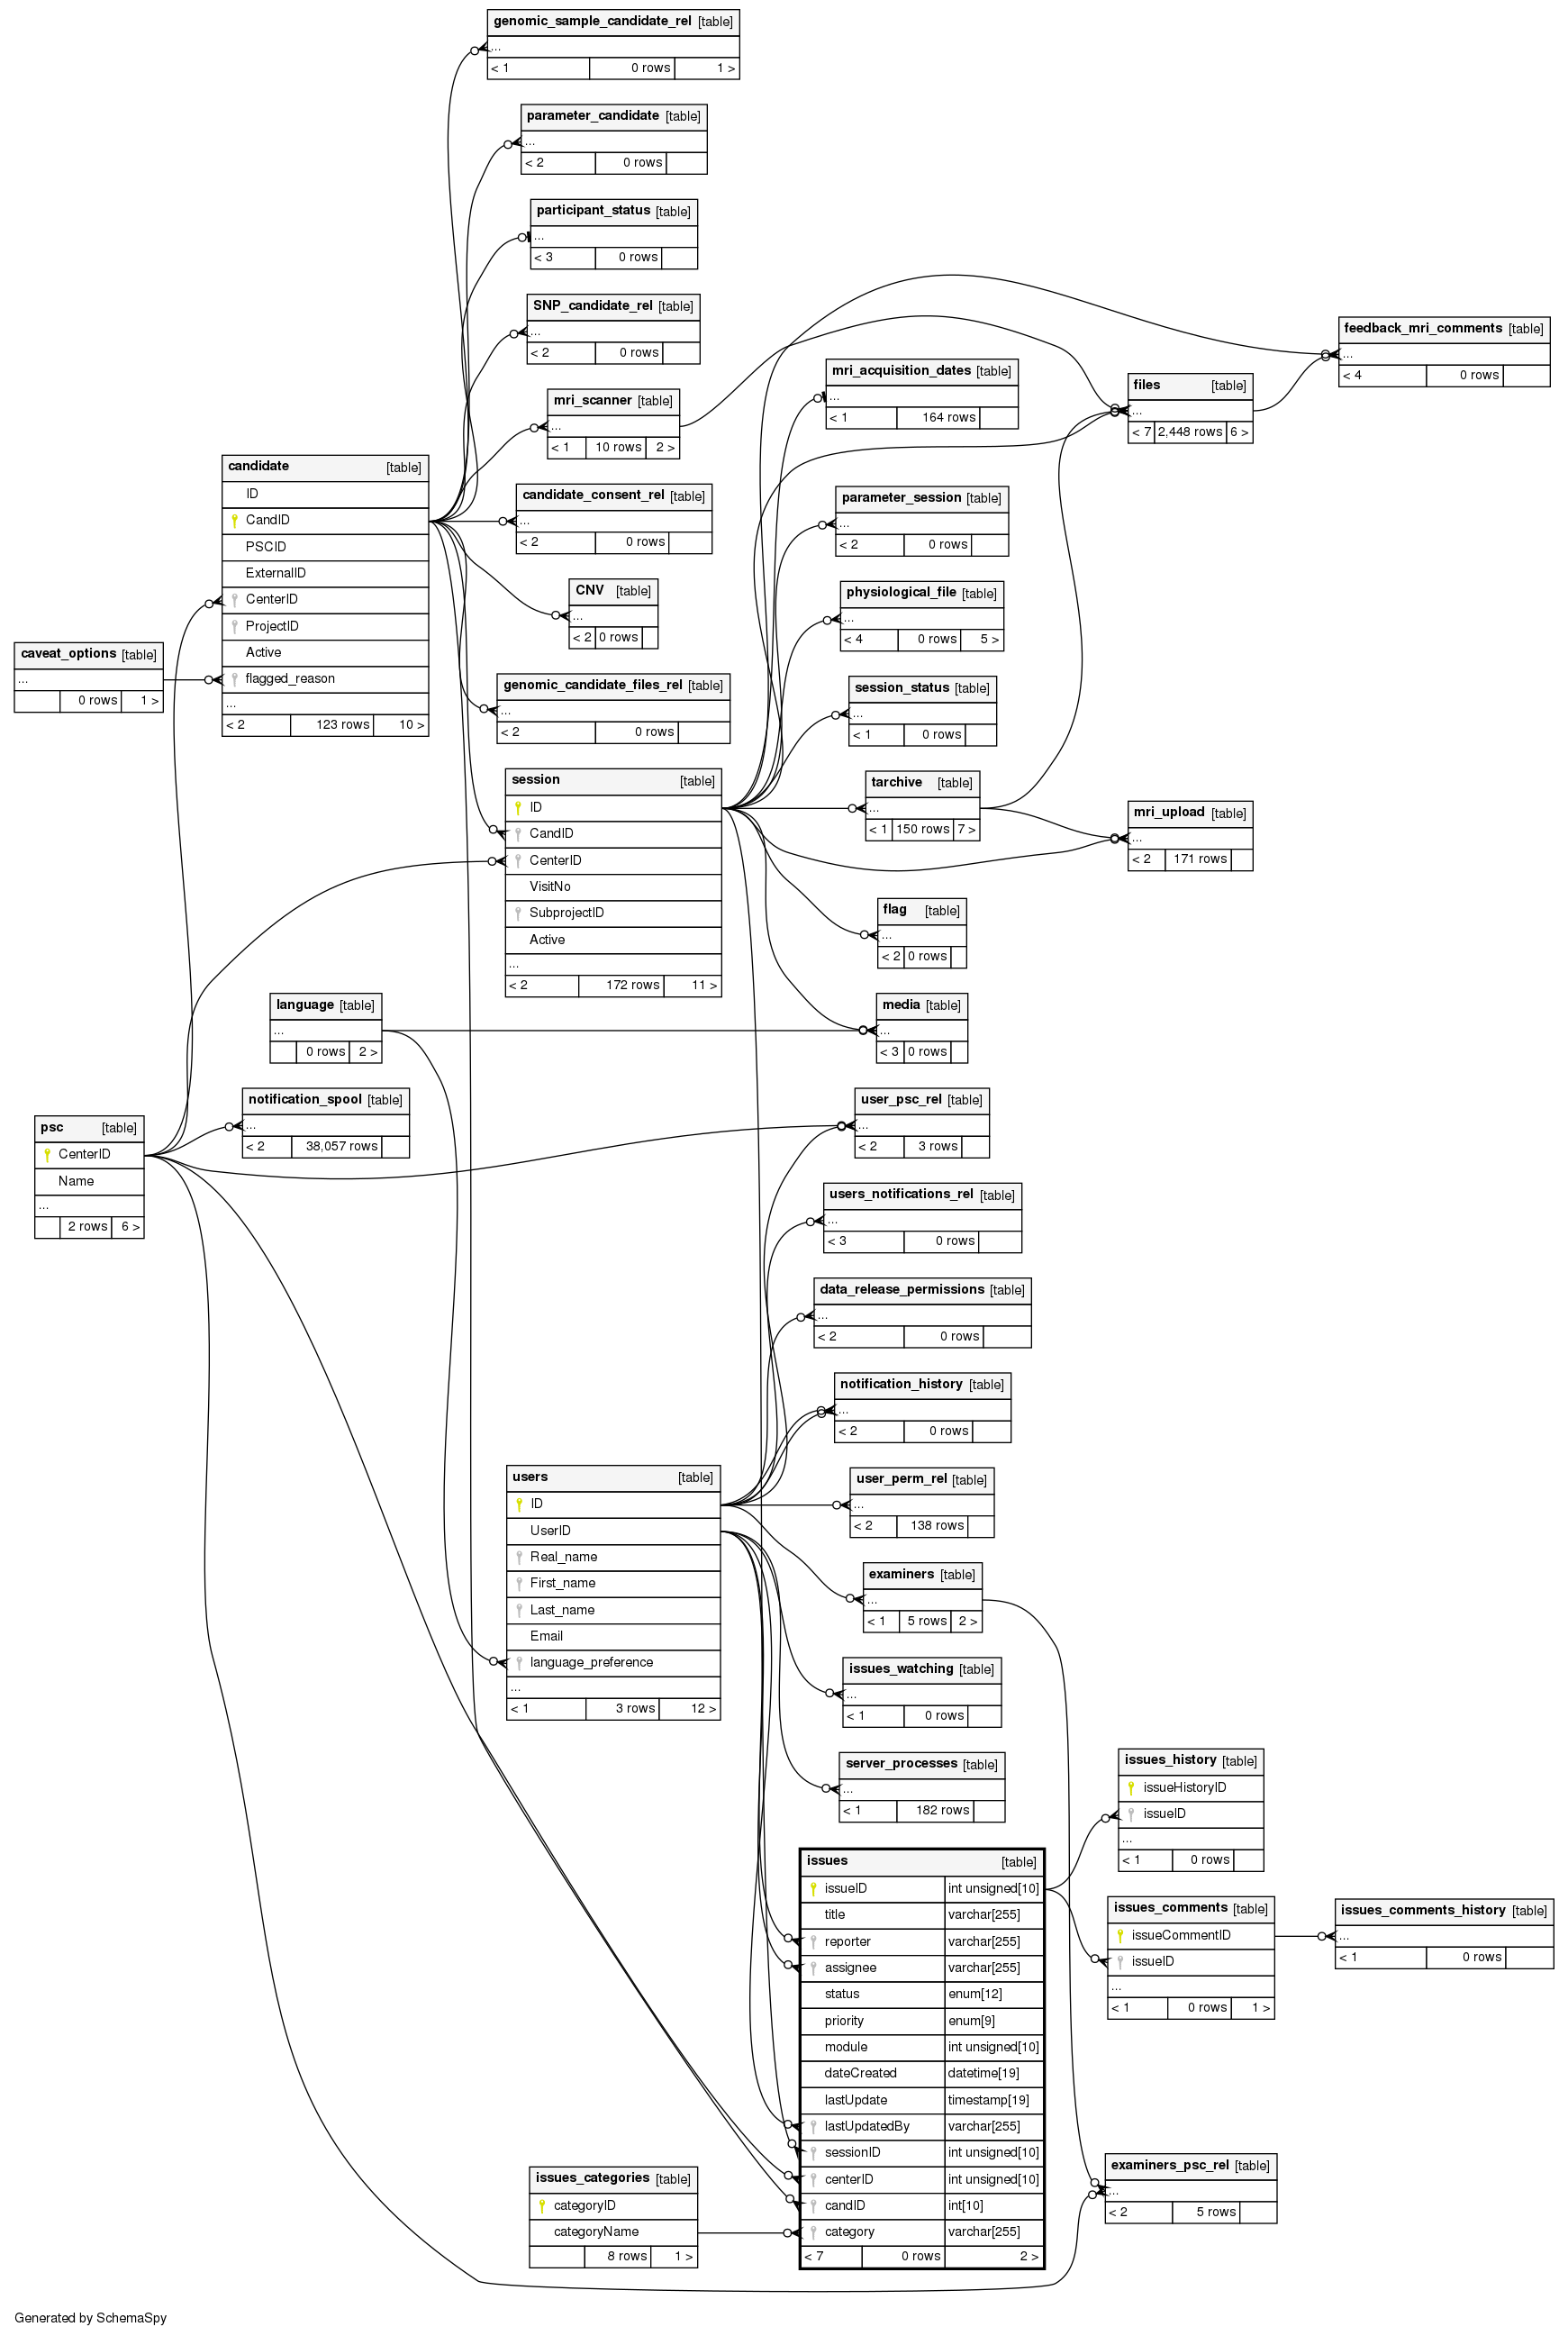 genomic_sample_candidate_rel [table]
...
< 1 0 rows 1 >
parameter_candidate [table]
...
< 2 0 rows
participant_status [table]
...
< 3 0 rows
SNP_candidate_rel [table]
...
< 2 0 rows
mri_scanner [table]
...
< 1 10 rows 2 >
candidate_consent_rel [table]
...
< 2 0 rows
CNV [table]
...
< 2 0 rows
genomic_candidate_files_rel [table]
...
< 2 0 rows
feedback_mri_comments [table]
...
< 4 0 rows
files [table]
...
< 7 2,448 rows 6 >
mri_acquisition_dates [table]
...
< 1 164 rows
parameter_session [table]
...
< 2 0 rows
physiological_file [table]
...
< 4 0 rows 5 >
session_status [table]
...
< 1 0 rows
tarchive [table]
...
< 1 150 rows 7 >
mri_upload [table]
...
< 2 171 rows
flag [table]
...
< 2 0 rows
media [table]
...
< 3 0 rows
candidate [table]
ID
CandID
PSCID
ExternalID
CenterID
ProjectID
Active
flagged_reason
...
< 2 123 rows 10 >
caveat_options [table]
...
0 rows 1 >
session [table]
ID
CandID
CenterID
VisitNo
SubprojectID
Active
...
< 2 172 rows 11 >
language [table]
...
0 rows 2 >
notification_spool [table]
...
< 2 38,057 rows
psc [table]
CenterID
Name
...
2 rows 6 >
user_psc_rel [table]
...
< 2 3 rows
users_notifications_rel [table]
...
< 3 0 rows
data_release_permissions [table]
...
< 2 0 rows
notification_history [table]
...
< 2 0 rows
user_perm_rel [table]
...
< 2 138 rows
examiners [table]
...
< 1 5 rows 2 >
issues_watching [table]
...
< 1 0 rows
server_processes [table]
...
< 1 182 rows
users [table]
ID
UserID
Real_name
First_name
Last_name
Email
language_preference
...
< 1 3 rows 12 >
issues [table]
issueID int unsigned[10]
title varchar[255]
reporter varchar[255]
assignee varchar[255]
status enum[12]
priority enum[9]
module int unsigned[10]
dateCreated datetime[19]
lastUpdate timestamp[19]
lastUpdatedBy varchar[255]
sessionID int unsigned[10]
centerID int unsigned[10]
candID int[10]
category varchar[255]
< 7 0 rows 2 >
issues_history [table]
issueHistoryID
issueID
...
< 1 0 rows
issues_comments [table]
issueCommentID
issueID
...
< 1 0 rows 1 >
issues_comments_history [table]
...
< 1 0 rows
examiners_psc_rel [table]
...
< 2 5 rows
issues_categories [table]
categoryID
categoryName
8 rows 1 >
Generated by SchemaSpy